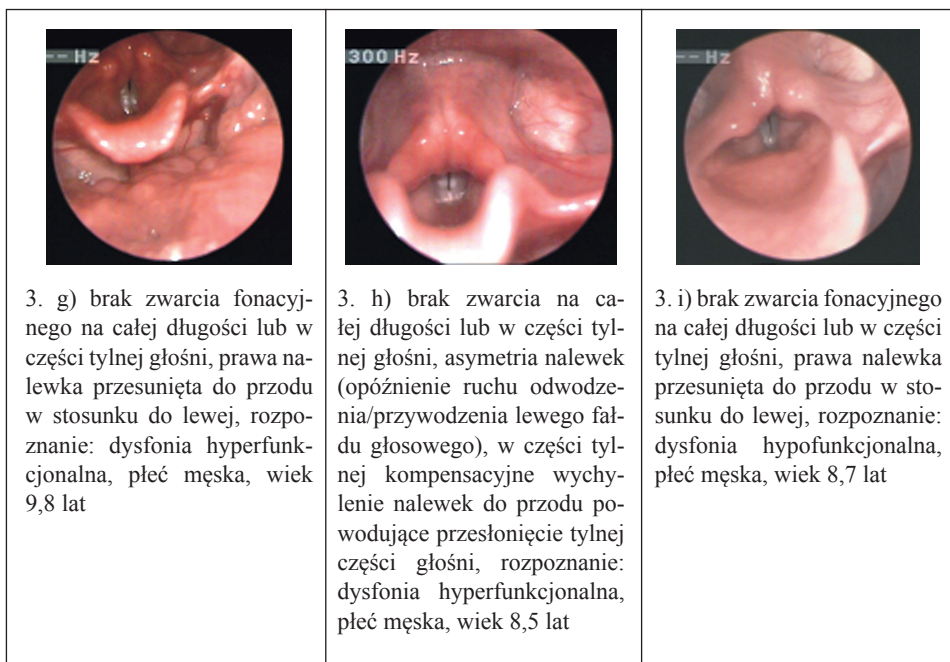 -- Hz
300 Hz
-- Hz
3. g) brak zwarcia fonacyj-
nego na całej długości lub w
części tylnej głośni, prawa na-
lewka przesunięta do przodu
w stosunku do lewej, rozpo-
znanie: dysfonia hyperfunk-
cjonalna, płeć męska, wiek
9,8 lat
3. h) brak zwarcia na ca-
łej długości lub w części tyl-
nej głośni, asymetria nalewek
(opóźnienie ruchu odwodze-
nia/przywodzenia lewego fał-
du głosowego), w części tyl-
nej kompensacyjne wychy-
lenie nalewek do przodu po-
wodujące przesłonięcie tylnej
części głośni, rozpoznanie:
dysfonia hyperfunkcjonalna,
płeć męska, wiek 8,5 lat
3. i) brak zwarcia fonacyjnego
na całej długości lub w części
tylnej głośni, prawa nalewka
przesunięta do przodu w sto-
sunku do lewej, rozpoznanie:
dysfonia hypofunkcjonalna,
płeć męska, wiek 8,7 lat